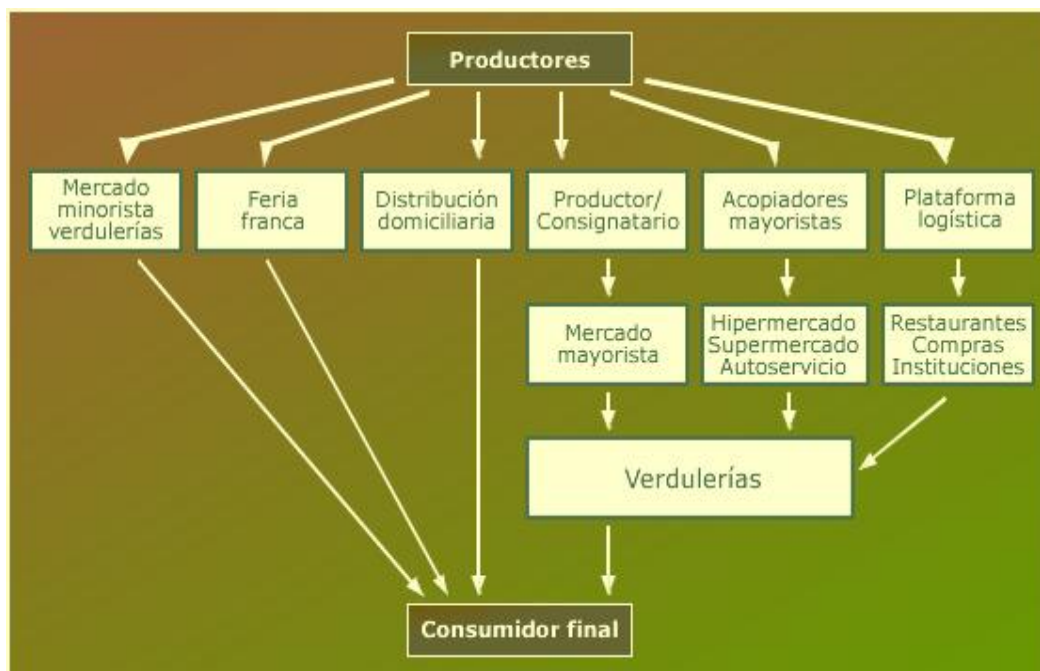 Productores
Mercado
minorista
verdulerías
Feria
franca
Distribución
domiciliaria
Productor/
Consignatario
Acopiadores
mayoristas
Plataforma
logística
Mercado
mayorista
Hipermercado
Supermercado
Autoservicio
Restaurantes
Compras
Instituciones
Verdulerías
Consumidor final